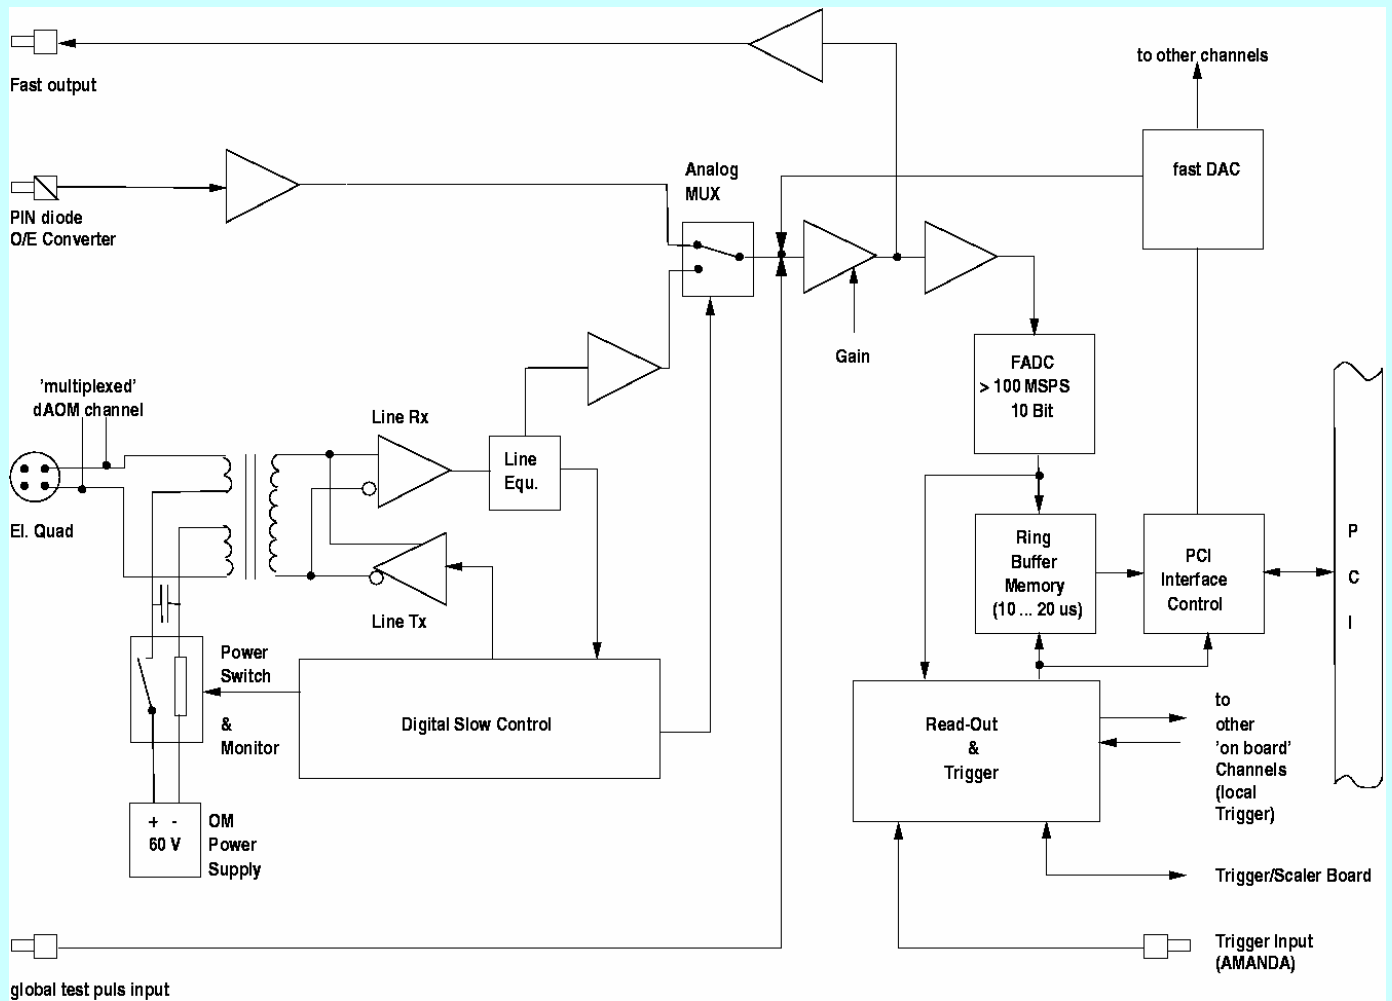 to other channels
Fast output
fast DAC
Analog
MUX
PIN diode
O/E Converter
Gain
FADC
> 100 MSPS
10 Bit
'multiplexed'
dAOM channel
Line Rx
Line
Equ.
El. Quad
Ring
Buffer
Memory
(10 ... 20 us)
PCI
Interface
Control
P
C
I
Line Tx
Power
Switch
&
Monitor
Digital Slow Control
Read-Out
&
Trigger
to
other
'on board'
Channels
(local
Trigger)
+ -
60 V
OM
Power
Supply
Trigger/Scaler Board
Trigger Input
(AMANDA)
global test puls input